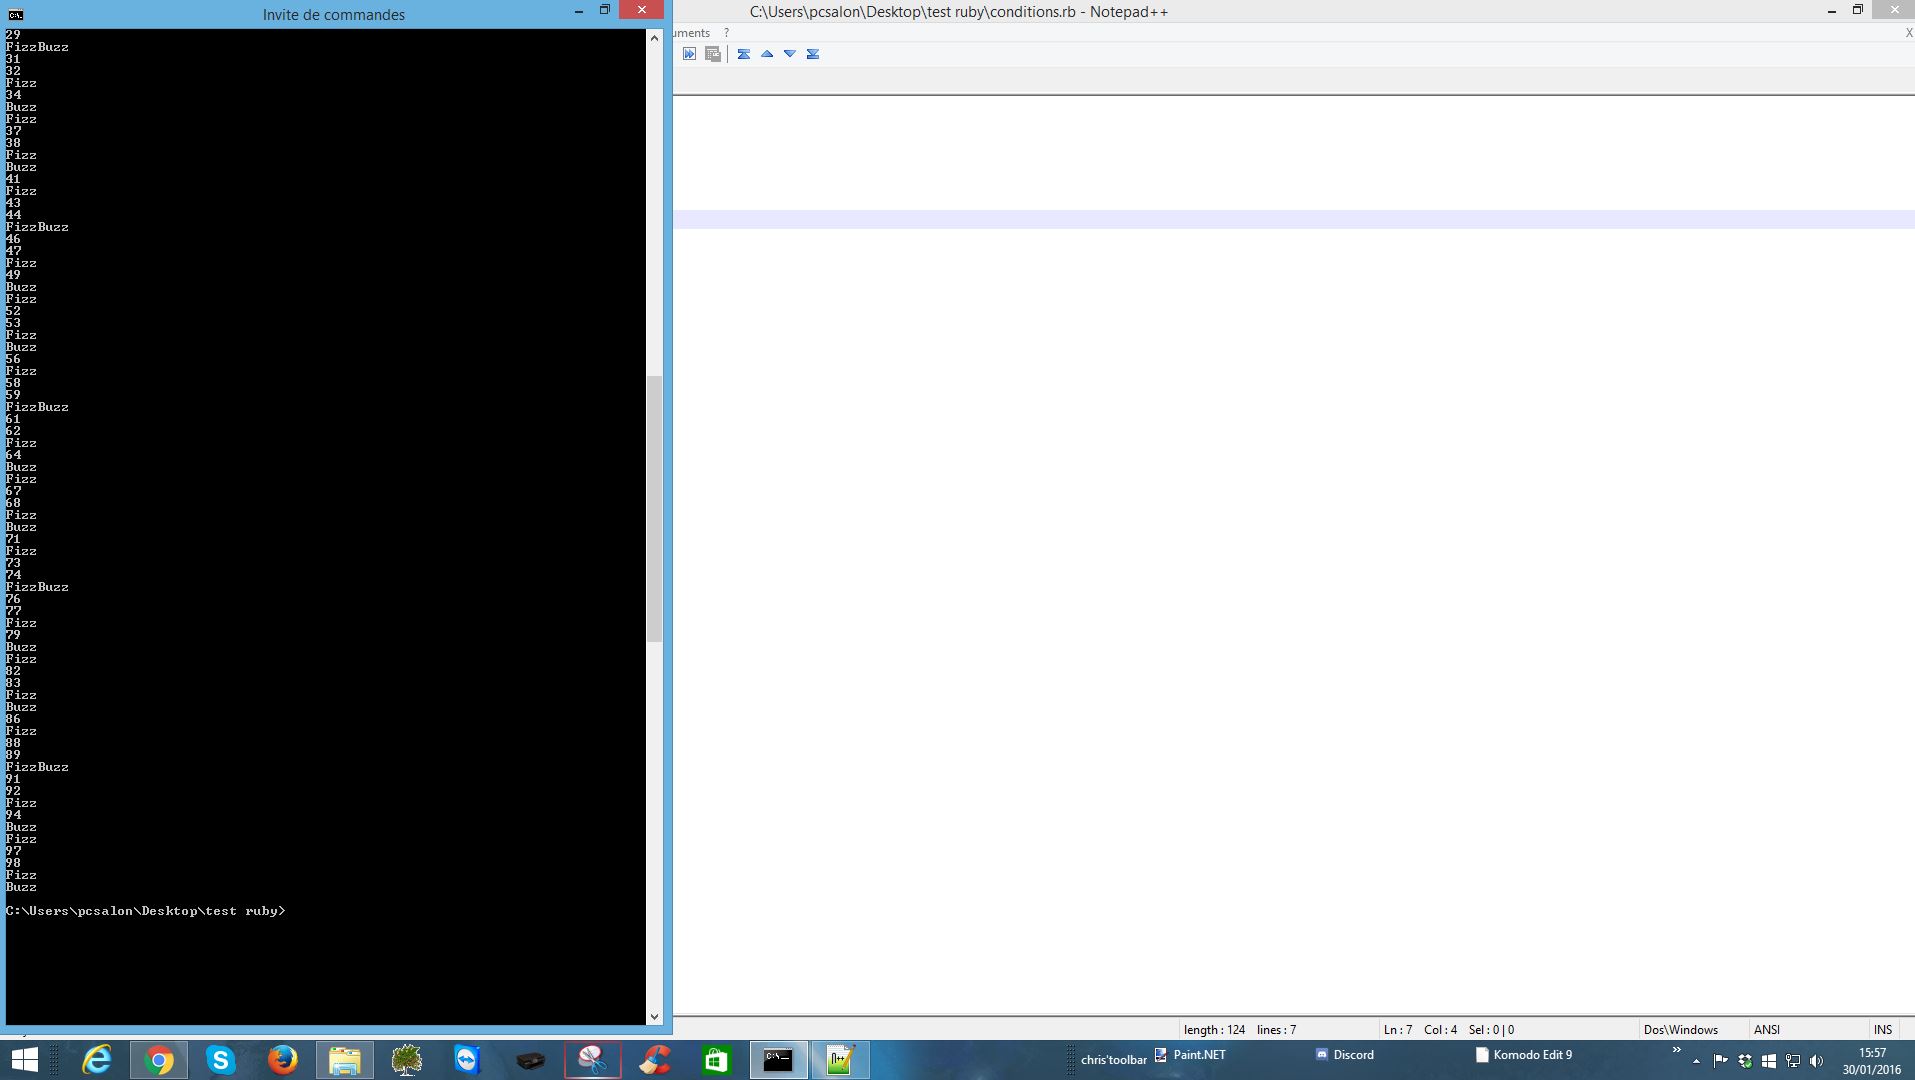 Invite de commandes
29
FizzBuzz
31
32
Fizz
34
Buzz
Fizz
37
38
Fizz
Buzz
41
Fizz
43
44
FizzBuzz
46
47
Fizz
49
Buzz
Fizz
52
53
Fizz
Buzz
56
Fizz
58
59
FizzBuzz
61
62
Fizz
64
Buzz
Fizz
67
68
Fizz
Buzz
71
Fizz
73
74
FizzBuzz
76
77
Fizz
79
Buzz
Fizz
82
83
Fizz
Buzz
86
Fizz
88
89
FizzBuzz
91
92
Fizz
94
Buzz
Fizz
97
98
Fizz
Buzz
C:\Users\pcsalon\Desktop\test ruby>
C:\Users\pcsalon\Desktop\test ruby\conditions.rb - Notepad++
uments ? X
length : 124 lines : 7 Ln : 7 Col : 4 Sel : 0 | 0 Dos\Windows ANSI INS
chris'toolbar Paint.NET Discord Komodo Edit 9
15:57
30/01/2016